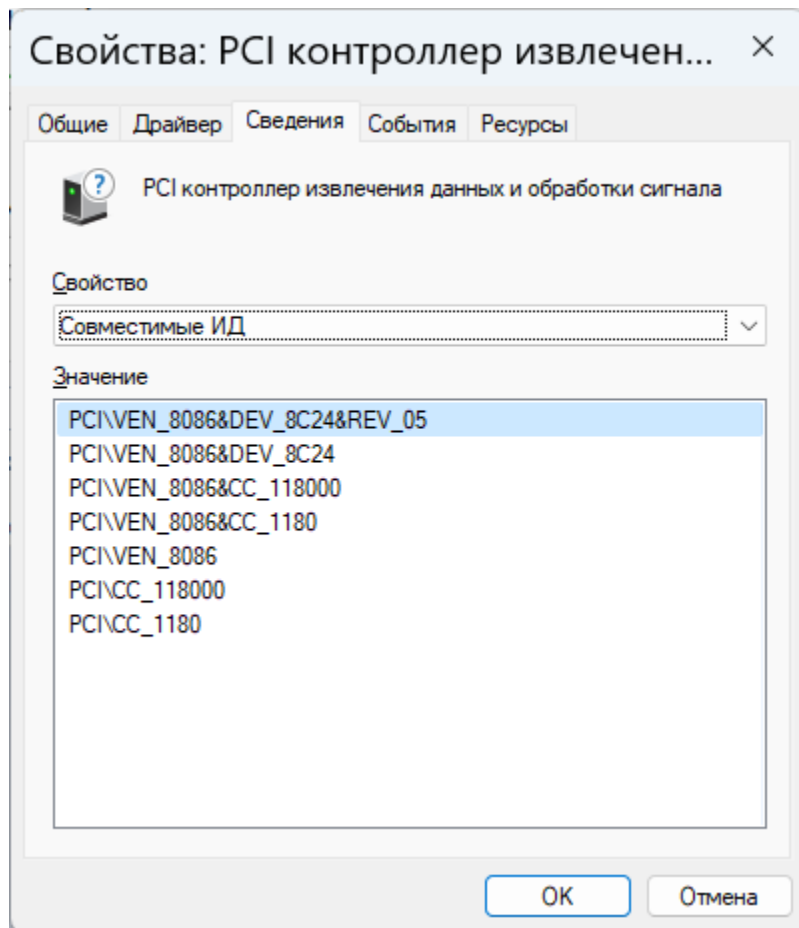 Свойства: PCI контроллер извлечен...
Общие Драйвер Сведения События Ресурсы
PCI контроллер извлечения данных и обработки сигнала
Свойство
Совместимые ИД
Значение
PCI\VEN_8086&DEV_8C24&REV_05
PCI\VEN_8086&DEV_8C24
PCI\VEN_8086&CC_118000
PCI\VEN_8086&CC_1180
PCI\VEN_8086
PCI\CC_118000
PCI\CC_1180
OK Отмена